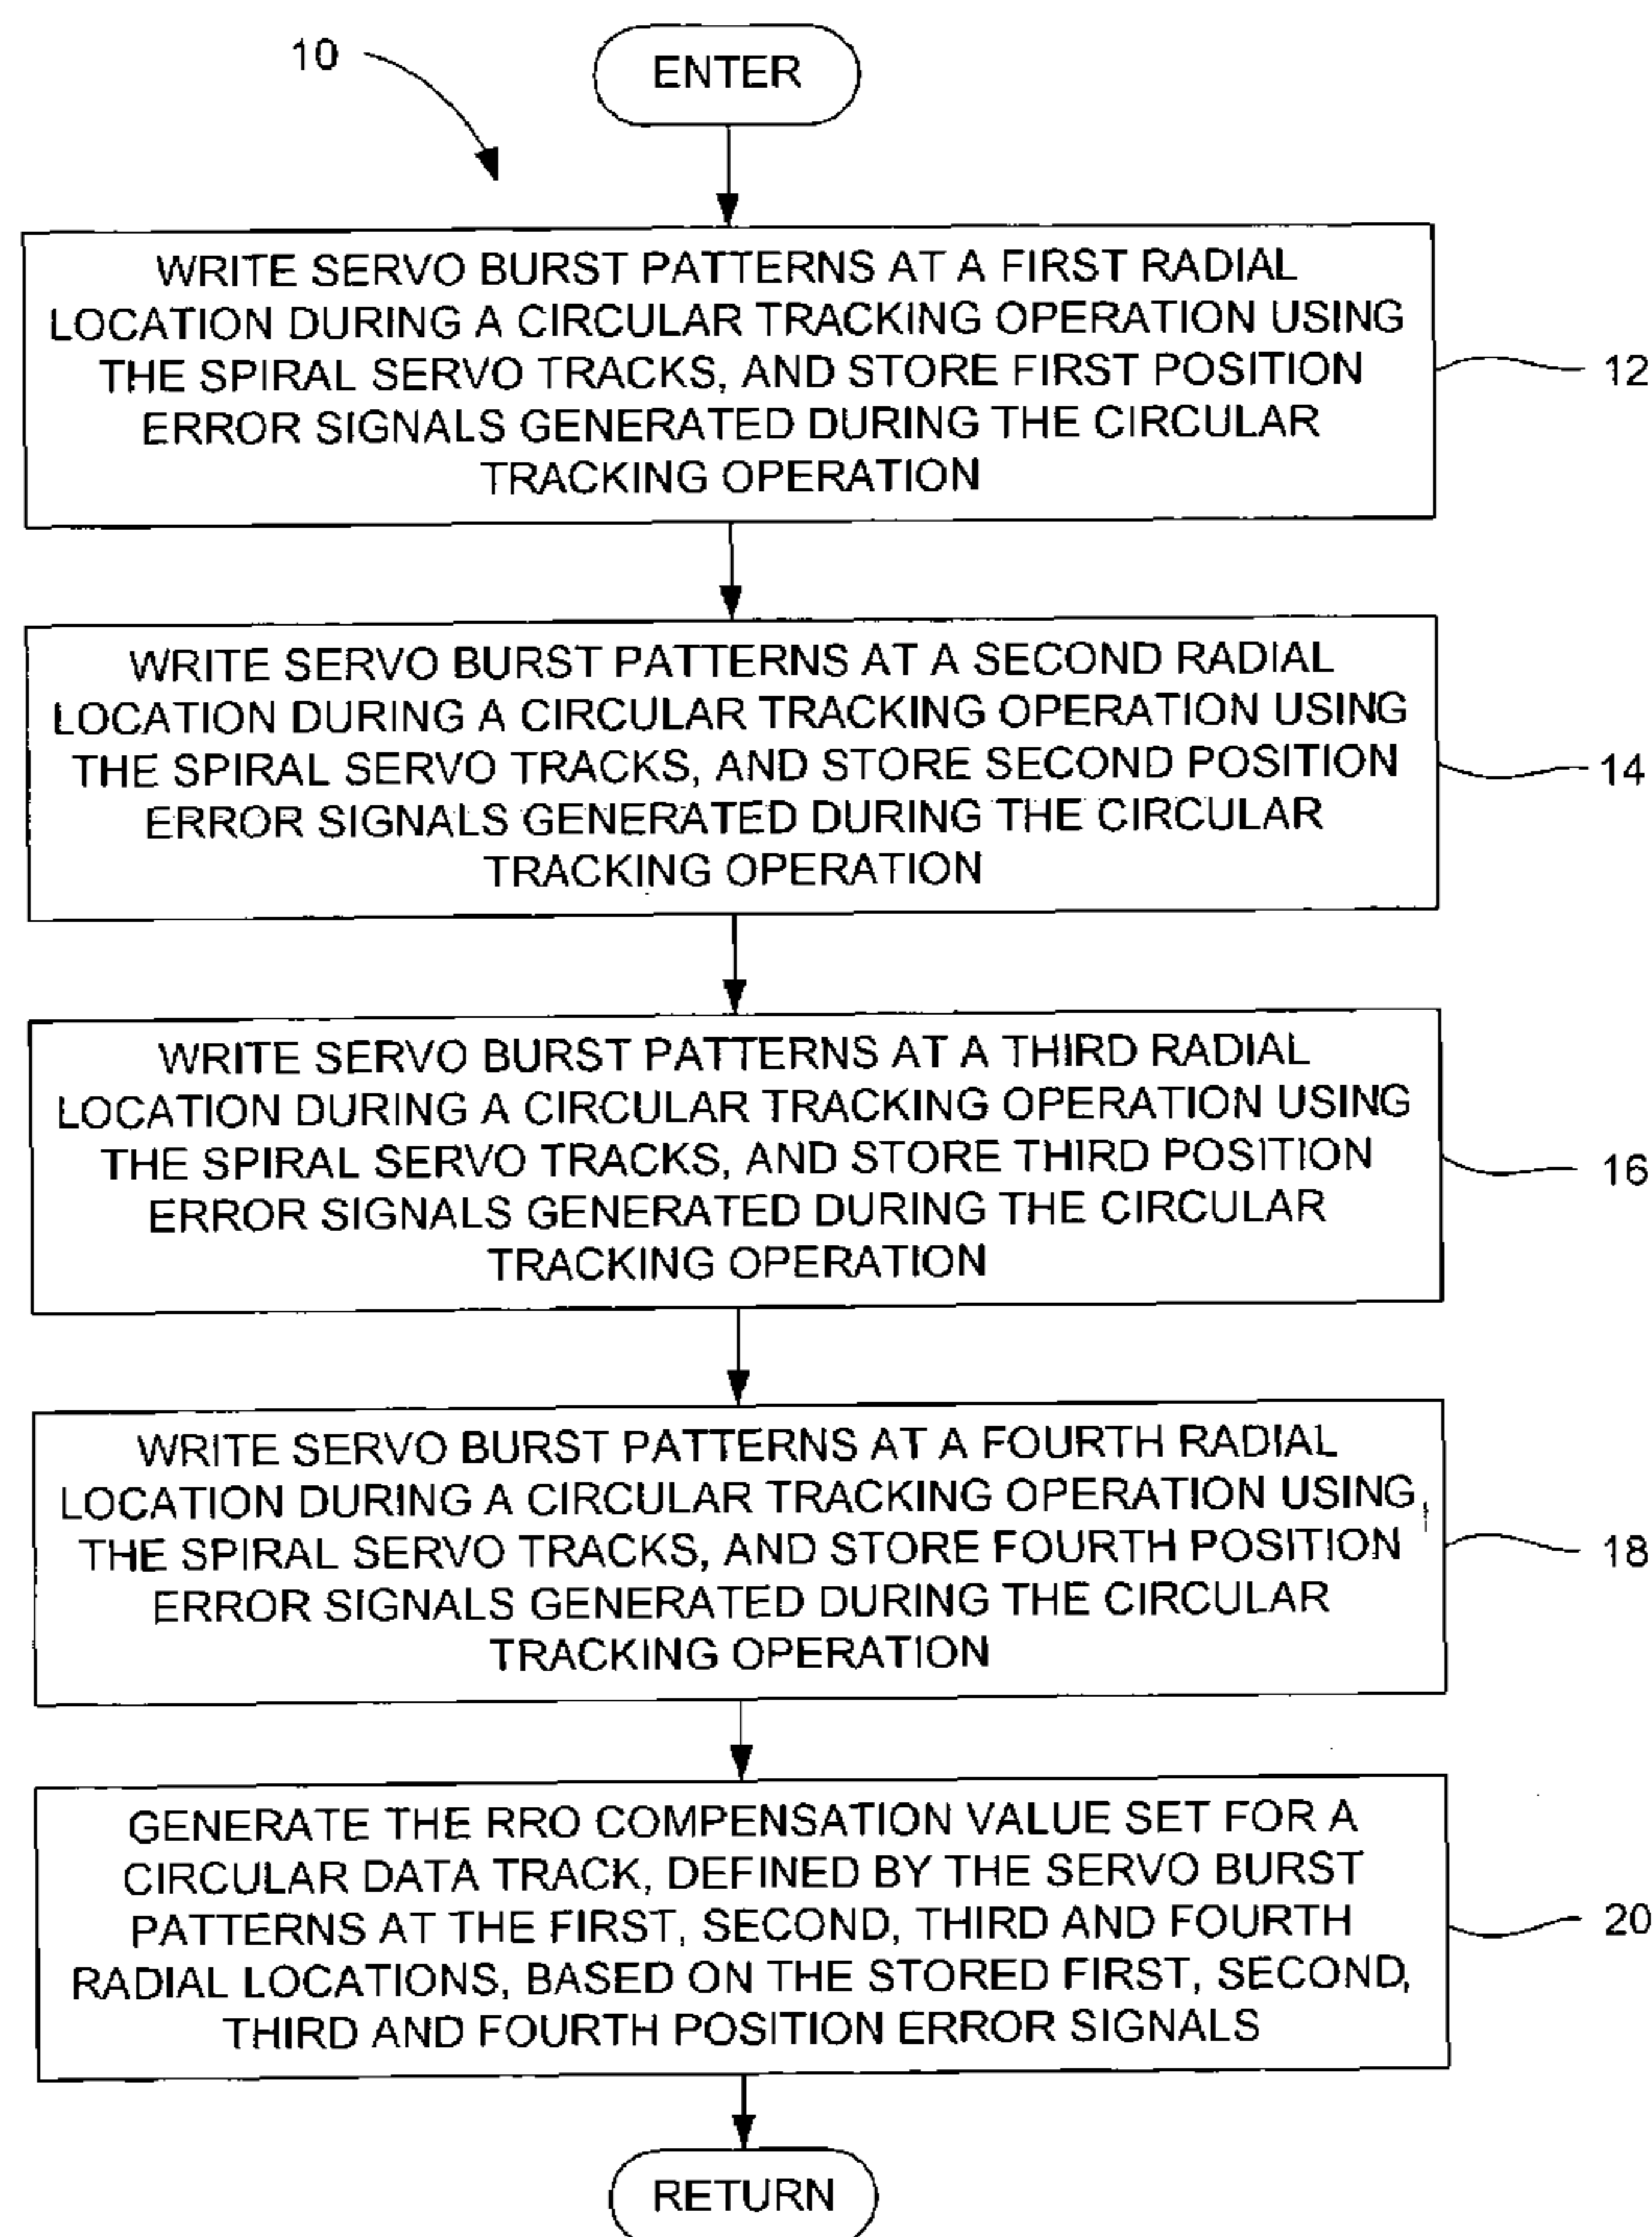 10
ENTER
WRITE SERVO BURST PATTERNS AT A FIRST RADIAL
LOCATION DURING A CIRCULAR TRACKING OPERATION USING
THE SPIRAL SERVO TRACKS, AND STORE FIRST POSITION
ERROR SIGNALS GENERATED DURING THE CIRCULAR
TRACKING OPERATION
12
WRITE SERVO BURST PATTERNS AT A SECOND RADIAL
LOCATION DURING A CIRCULAR TRACKING OPERATION USING
THE SPIRAL SERVO TRACKS, AND STORE SECOND POSITION
ERROR SIGNALS GENERATED DURING THE CIRCULAR
TRACKING OPERATION
14
WRITE SERVO BURST PATTERNS AT A THIRD RADIAL
LOCATION DURING A CIRCULAR TRACKING OPERATION USING
THE SPIRAL SERVO TRACKS, AND STORE THIRD POSITION
ERROR SIGNALS GENERATED DURING THE CIRCULAR
TRACKING OPERATION
16
WRITE SERVO BURST PATTERNS AT A FOURTH RADIAL
LOCATION DURING A CIRCULAR TRACKING OPERATION USING
THE SPIRAL SERVO TRACKS, AND STORE FOURTH POSITION
ERROR SIGNALS GENERATED DURING THE CIRCULAR
TRACKING OPERATION
18
GENERATE THE RRO COMPENSATION VALUE SET FOR A
CIRCULAR DATA TRACK, DEFINED BY THE SERVO BURST
PATTERNS AT THE FIRST, SECOND, THIRD AND FOURTH
RADIAL LOCATIONS, BASED ON THE STORED FIRST, SECOND,
THIRD AND FOURTH POSITION ERROR SIGNALS
20
RETURN